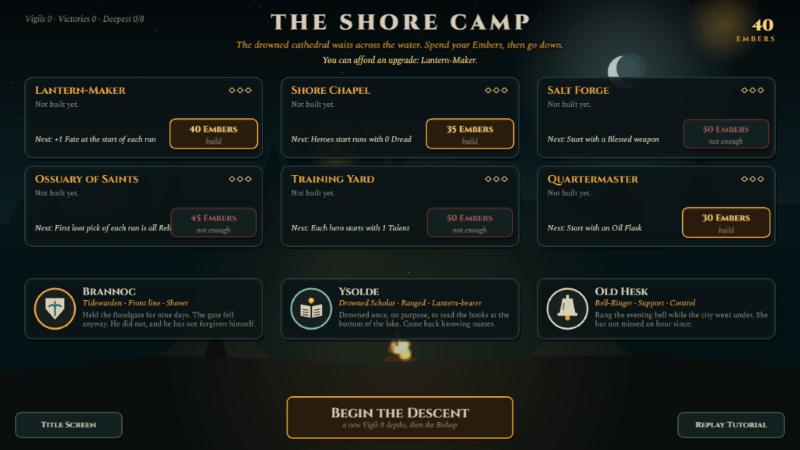 Vigils 0 · Victories 0 · Deepest 0/8
THE SHORE CAMP
The drowned cathedral waits across the water. Spend your Embers, then go down.
You can afford an upgrade: Lantern-Maker.
40
EMBERS
LANTERN-MAKER
Not built yet.
Next: +1 Fate at the start of each run
40 EMBERS
build
SHORE CHAPEL
Not built yet.
Next: Heroes start runs with 0 Dread
35 EMBERS
build
SALT FORGE
Not built yet.
Next: Start with a Blessed weapon
50 EMBERS
not enough
OSSUARY OF SAINTS
Not built yet.
Next: First loot pick of each run is all Reli
45 EMBERS
not enough
TRAINING YARD
Not built yet.
Next: Each hero starts with 1 Talent
50 EMBERS
not enough
QUARTERMASTER
Not built yet.
Next: Start with an Oil Flask
30 EMBERS
build
BRANNOC
Tidewarden · Front line · Shover
Held the floodgate for nine days. The gate fell
anyway. He did not, and he has not forgiven himself.
YSOLDE
Drowned Scholar · Ranged · Lantern-bearer
Drowned once, on purpose, to read the books at the
bottom of the lake. Came back knowing names.
OLD HESK
Bell-Ringer · Support · Control
Rang the evening bell while the city went under. She
has not missed an hour since.
TITLE SCREEN
BEGIN THE DESCENT
a new Vigil: 8 depths, then the Bishop
REPLAY TUTORIAL